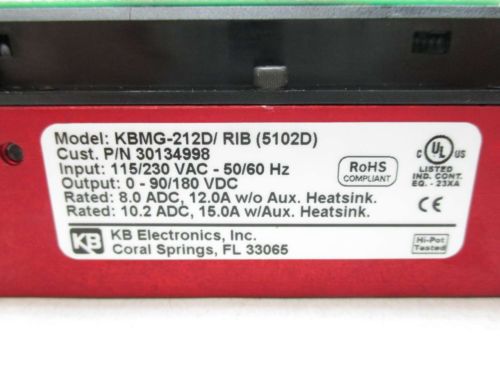 Model: KBMG-212D/ RIB (5102D)
Cust. P/N 30134998
Input: 115/230 VAC - 50/60 Hz
Output: 0 - 90/180 VDC
Rated: 8.0 ADC, 12.0A w/o Aux. Heatsink.
Rated: 10.2 ADC, 15.0A w/Aux. Heatsink.
KB
KB Electronics, Inc.
Coral Springs, FL 33065
RoHS
COMPLIANT
c UL us
LISTED
IND. CONT.
EQ. - 23XA
CE
Hi-Pot
Tested